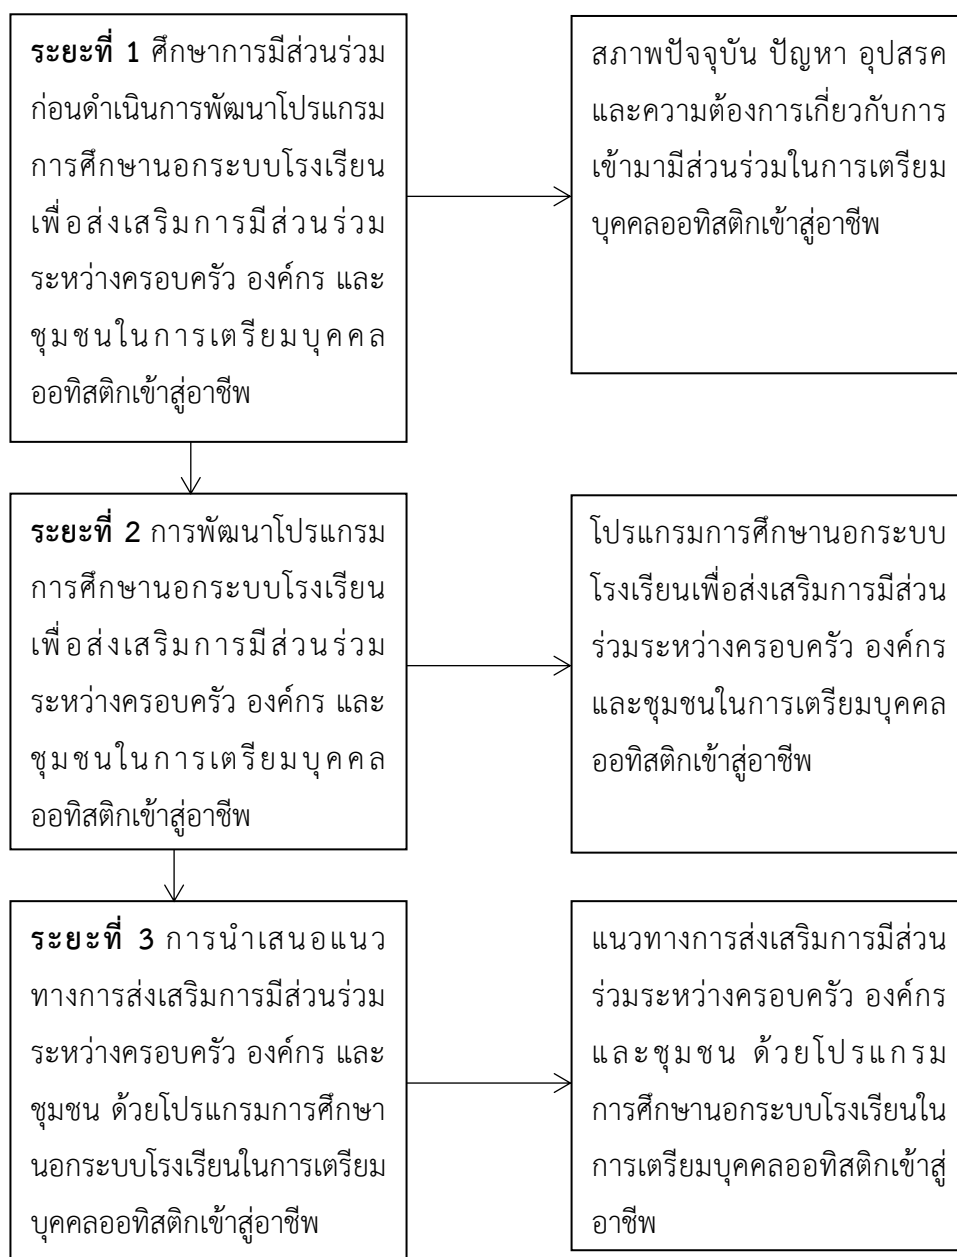 ระยะที่ 1 ศึกษาการมีส่วนร่วม
ก่อนดำเนินการพัฒนาโปรแกรม
การศึกษานอกระบบโรงเรียน
เพื่อส่งเสริมการมีส่วนร่วม
ระหว่างครอบครัว องค์กร และ
ชุมชนในการเตรียมบุคคล
ออทิสติกเข้าสู่อาชีพ
สภาพปัจจุบัน ปัญหา อุปสรค
และความต้องการเกี่ยวกับการ
เข้ามามีส่วนร่วมในการเตรียม
บุคคลออทิสติกเข้าสู่อาชีพ
ระยะที่ 2 การพัฒนาโปรแกรม
การศึกษานอกระบบโรงเรียน
เพื่อส่งเสริมการมีส่วนร่วม
ระหว่างครอบครัว องค์กร และ
ชุมชนในการเตรียมบุคคล
ออทิสติกเข้าสู่อาชีพ
โปรแกรมการศึกษานอกระบบ
โรงเรียนเพื่อส่งเสริมการมีส่วน
ร่วมระหว่างครอบครัว องค์กร
และชุมชนในการเตรียมบุคคล
ออทิสติกเข้าสู่อาชีพ
ระยะที่ 3 การนำเสนอแนว
ทางการส่งเสริมการมีส่วนร่วม
ระหว่างครอบครัว องค์กร และ
ชุมชน ด้วยโปรแกรมการศึกษา
นอกระบบโรงเรียนในการเตรียม
บุคคลออทิสติกเข้าสู่อาชีพ
แนวทางการส่งเสริมการมีส่วน
ร่วมระหว่างครอบครัว องค์กร
และชุมชน ด้วยโปรแกรม
การศึกษานอกระบบโรงเรียนใน
การเตรียมบุคคลออทิสติกเข้าสู่
อาชีพ